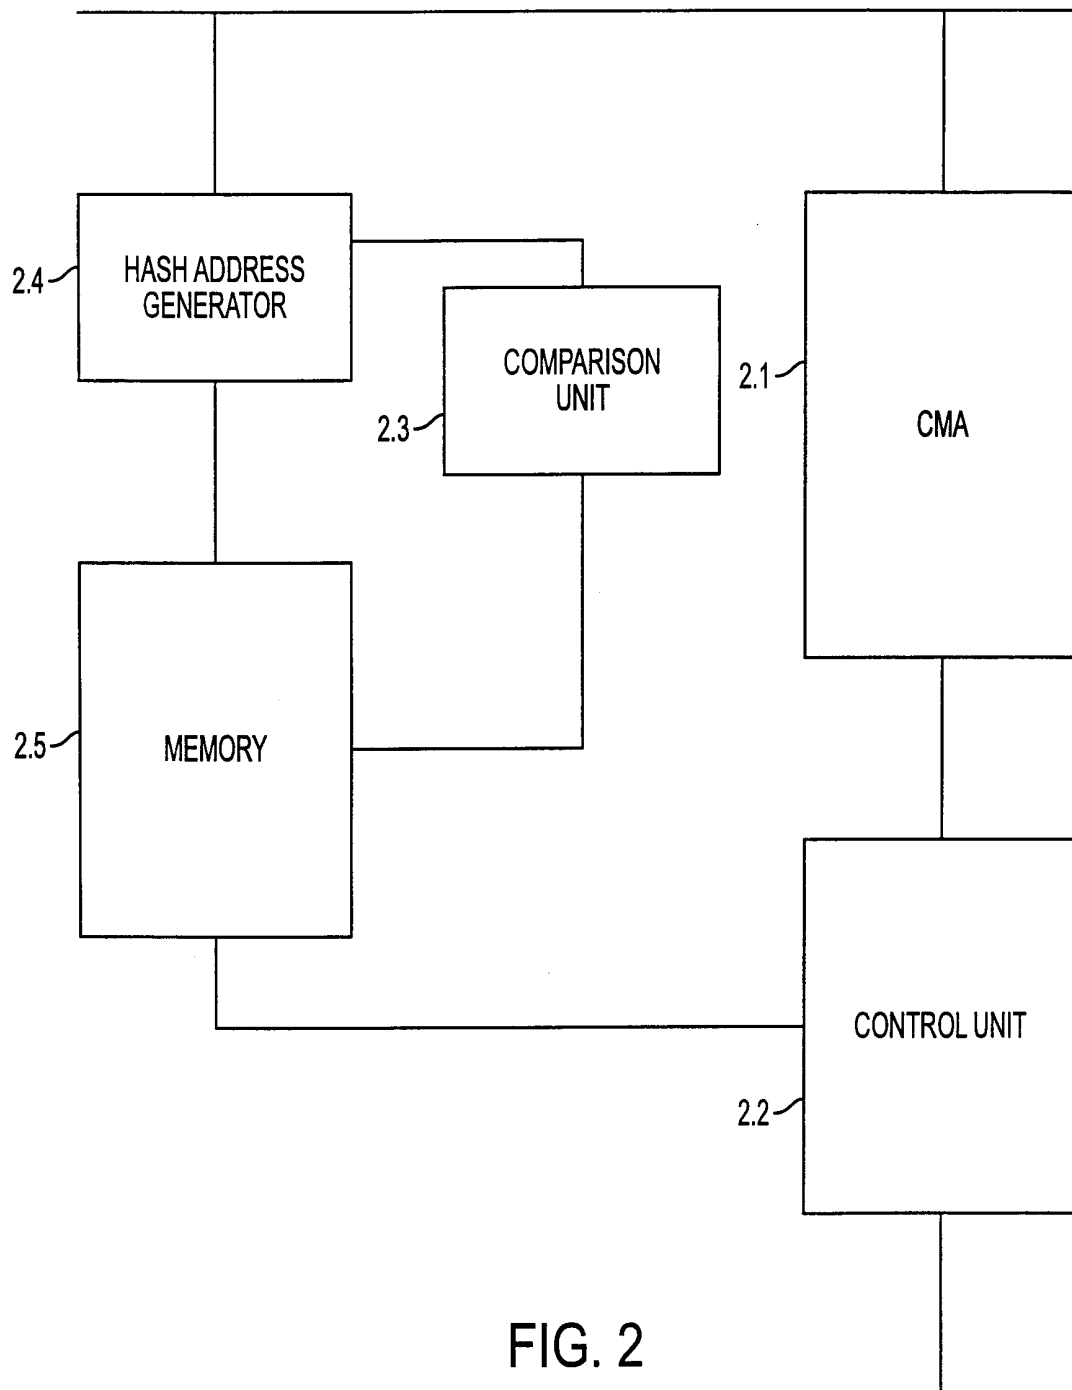 2.4
HASH ADDRESS
GENERATOR
COMPARISON
UNIT
2.3
2.1
CMA
2.5
MEMORY
CONTROL UNIT
2.2
FIG. 2